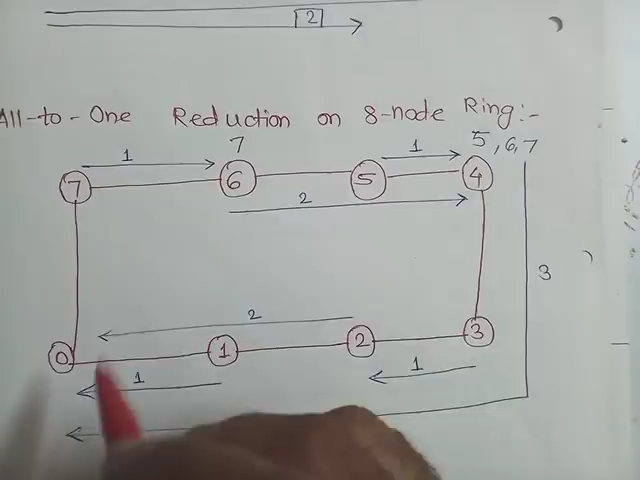 2
All-to-One Reduction on 8-node Ring:-
1 7 1 5,6,7
7 6 5 4
2
3
2
0 1 2 3
1 1